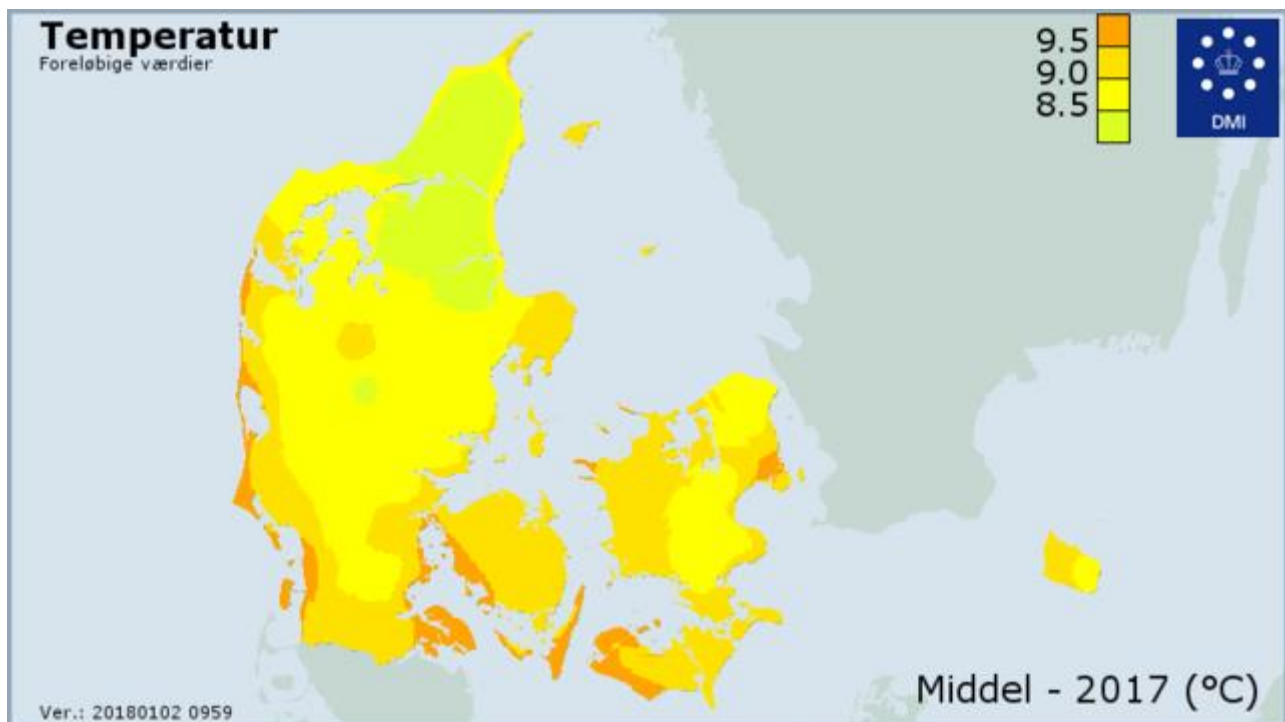 Temperatur
Foreløbige værdier
9.5
9.0
8.5
DMI
Middel - 2017 (°C)
Ver.: 20180102 0959